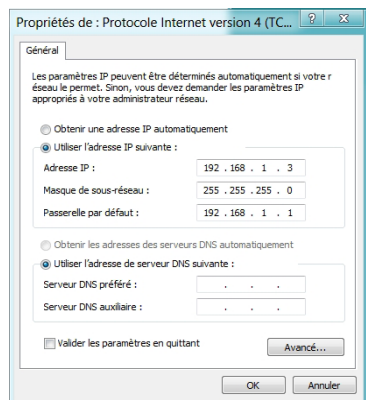 Propriétés de : Protocole Internet version 4 (TC...
Général
Les paramètres IP peuvent être déterminés automatiquement si votre r
éseau le permet. Sinon, vous devez demander les paramètres IP
appropriés à votre administrateur réseau.
Obtenir une adresse IP automatiquement
Utiliser l'adresse IP suivante :
Adresse IP : 192 . 168 . 1 . 3
Masque de sous-réseau : 255 . 255 . 255 . 0
Passerelle par défaut : 192 . 168 . 1 . 1
Obtenir les adresses des serveurs DNS automatiquement
Utiliser l'adresse de serveur DNS suivante :
Serveur DNS préféré : . . .
Serveur DNS auxiliaire : . . .
Valider les paramètres en quittant
Avancé...
OK Annuler